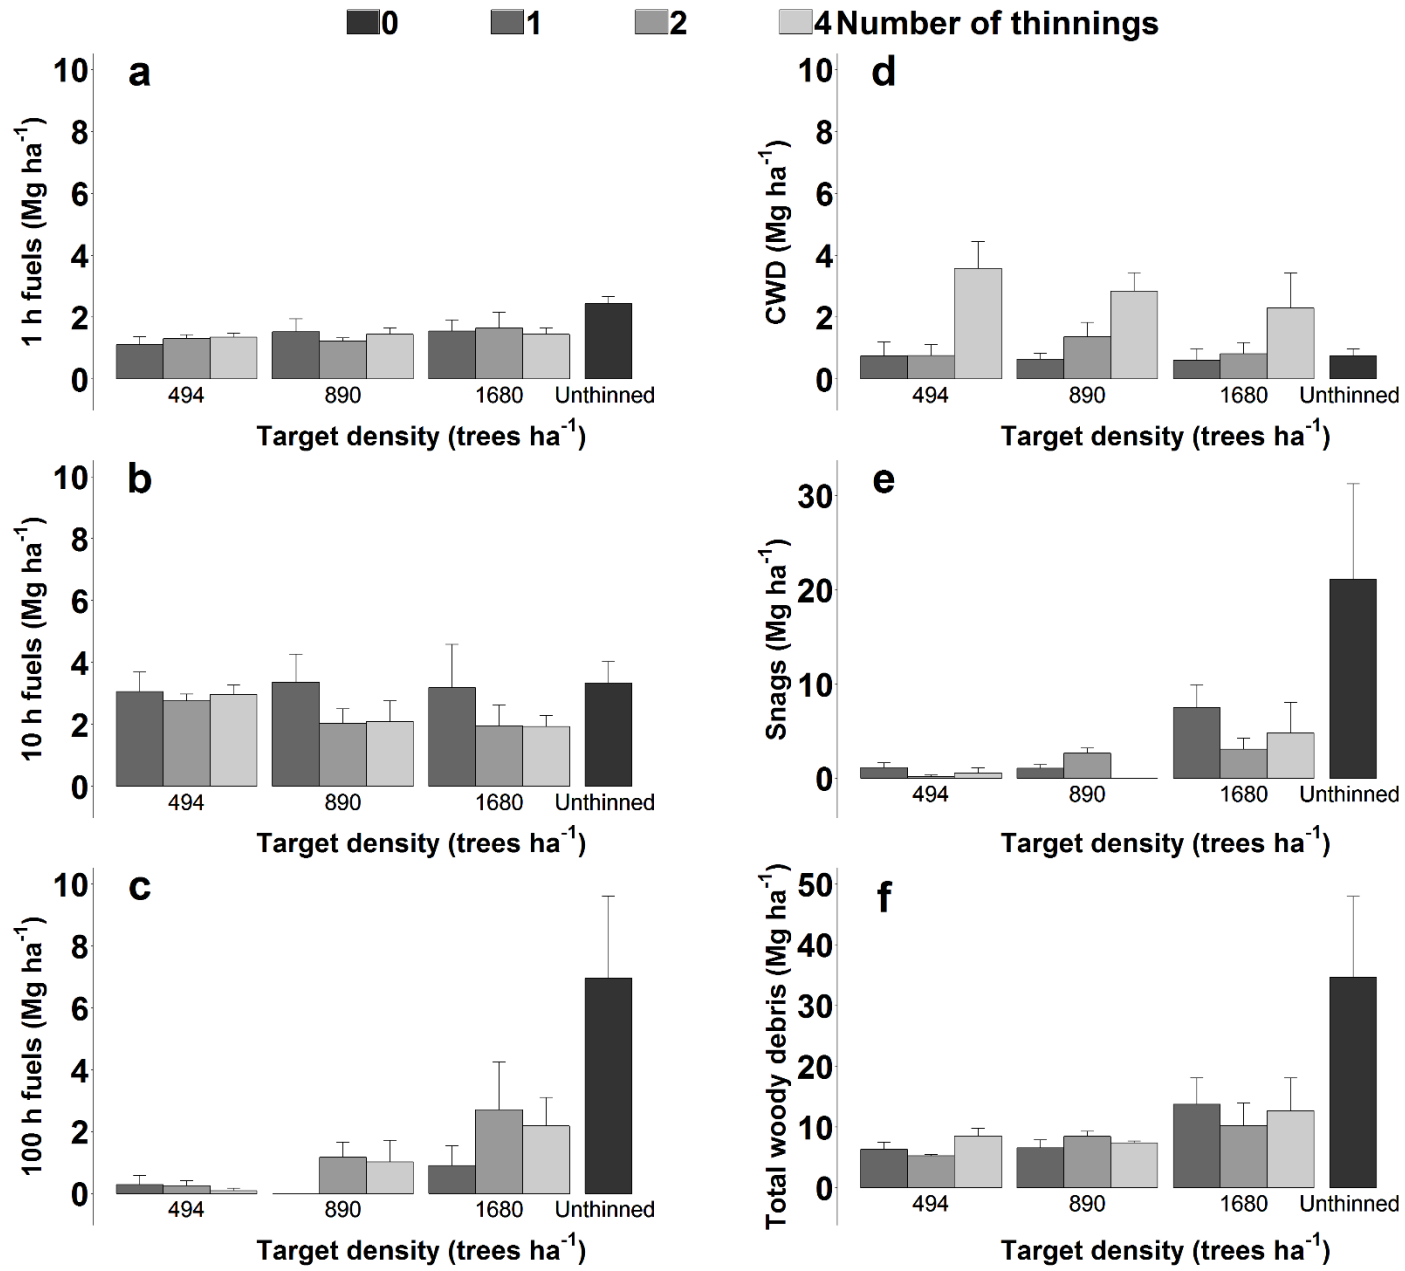 0 1 2 4 Number of thinnings
a
10
8
6
4
2
0
1 h fuels (Mg ha⁻¹)
494 890 1680 Unthinned
Target density (trees ha⁻¹)
d
10
8
6
4
2
0
CWD (Mg ha⁻¹)
494 890 1680 Unthinned
Target density (trees ha⁻¹)
b
10
8
6
4
2
0
10 h fuels (Mg ha⁻¹)
494 890 1680 Unthinned
Target density (trees ha⁻¹)
e
30
20
10
0
Snags (Mg ha⁻¹)
494 890 1680 Unthinned
Target density (trees ha⁻¹)
c
10
8
6
4
2
0
100 h fuels (Mg ha⁻¹)
494 890 1680 Unthinned
Target density (trees ha⁻¹)
f
50
40
30
20
10
0
Total woody debris (Mg ha⁻¹)
494 890 1680 Unthinned
Target density (trees ha⁻¹)